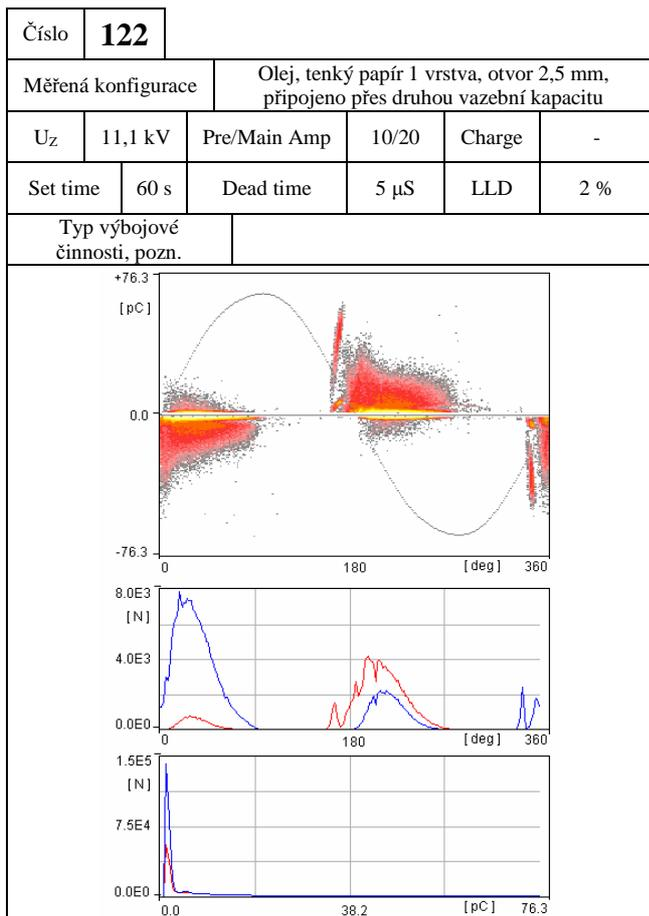 Číslo 122
Měřená konfigurace
Olej, tenký papír 1 vrstva, otvor 2,5 mm,
připojeno přes druhou vazební kapacitu
UZ 11,1 kV Pre/Main Amp 10/20 Charge -
Set time 60 s Dead time 5 μS LLD 2 %
Typ výbojové
činnosti, pozn.
+76.3
[pC]
0.0
-76.3
0 180 [deg] 360
8.0E3
[N]
4.0E3
0.0E0
0 180 [deg] 360
1.5E5
[N]
7.5E4
0.0E0
0.0 38.2 [pC] 76.3